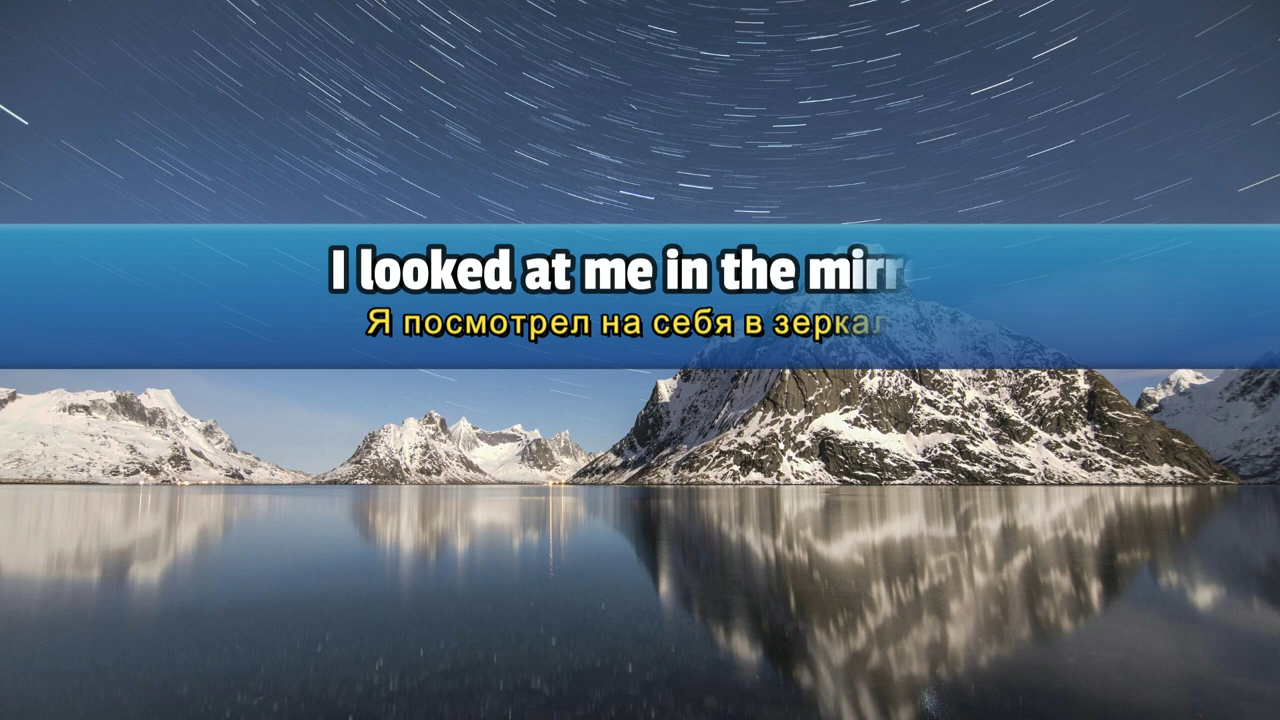 I looked at me in the mirr
Я посмотрел на себя в зеркал